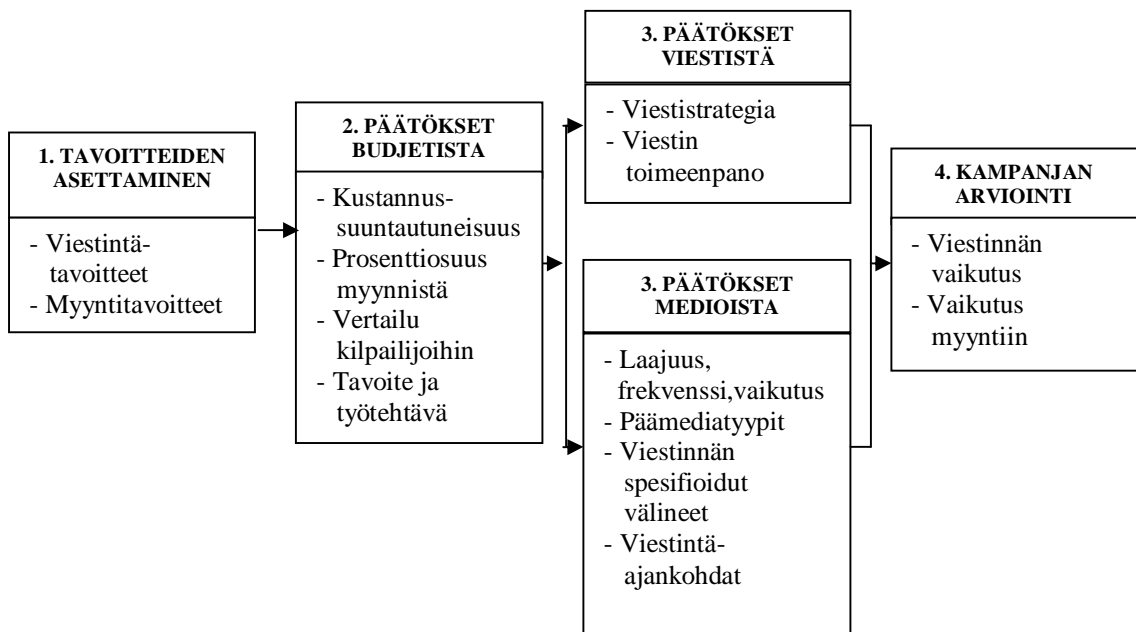 1. TAVOITTEIDEN
ASETTAMINEN
- Viestintä-
tavoitteet
- Myyntitavoitteet
2. PÄÄTÖKSET
BUDJETISTA
- Kustannus-
suuntautuneisuus
- Prosenttiosuus
myynnistä
- Vertailu
kilpailijoihin
- Tavoite ja
työtehtävä
3. PÄÄTÖKSET
VIESTISTÄ
- Viestistrategia
- Viestin
toimeenpano
3. PÄÄTÖKSET
MEDIOISTA
- Laajuus,
frekvenssi,vaikutus
- Päämediatyypit
- Viestinnän
spesifioidut
välineet
- Viestintä-
ajankohdat
4. KAMPANJAN
ARVIOINTI
- Viestinnän
vaikutus
- Vaikutus
myyntiin